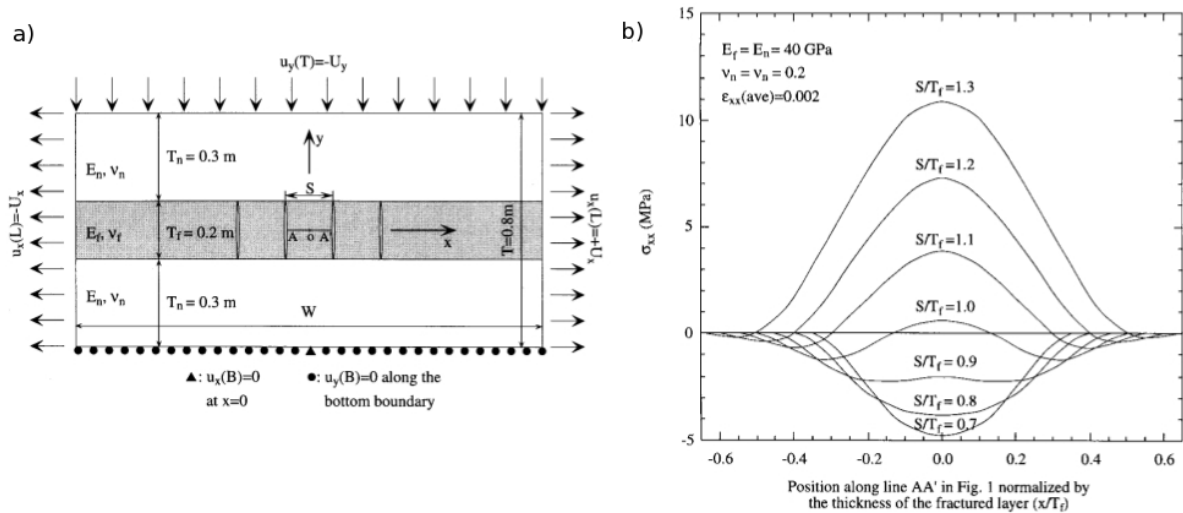 a)
u_y(T)=-U_y
y
T_n = 0.3 m
E_n, ν_n
S
u_x(L)=-U_x
E_f, ν_f
T_f = 0.2 m
A o A'
x
T=0.8m
u_x(L)=+U_x
E_n, ν_n
T_n = 0.3 m
W
▲: u_x(B)=0
at x=0
●: u_y(B)=0 along the
bottom boundary
b)
15
10
5
0
-5
σ_xx (MPa)
E_f = E_n = 40 GPa
ν_n = ν_n = 0.2
ε_xx(ave)=0.002
S/T_f = 1.3
S/T_f = 1.2
S/T_f = 1.1
S/T_f = 1.0
S/T_f = 0.9
S/T_f = 0.8
S/T_f = 0.7
-0.6 -0.4 -0.2 0.0 0.2 0.4 0.6
Position along line AA' in Fig. 1 normalized by
the thickness of the fractured layer (x/T_f)